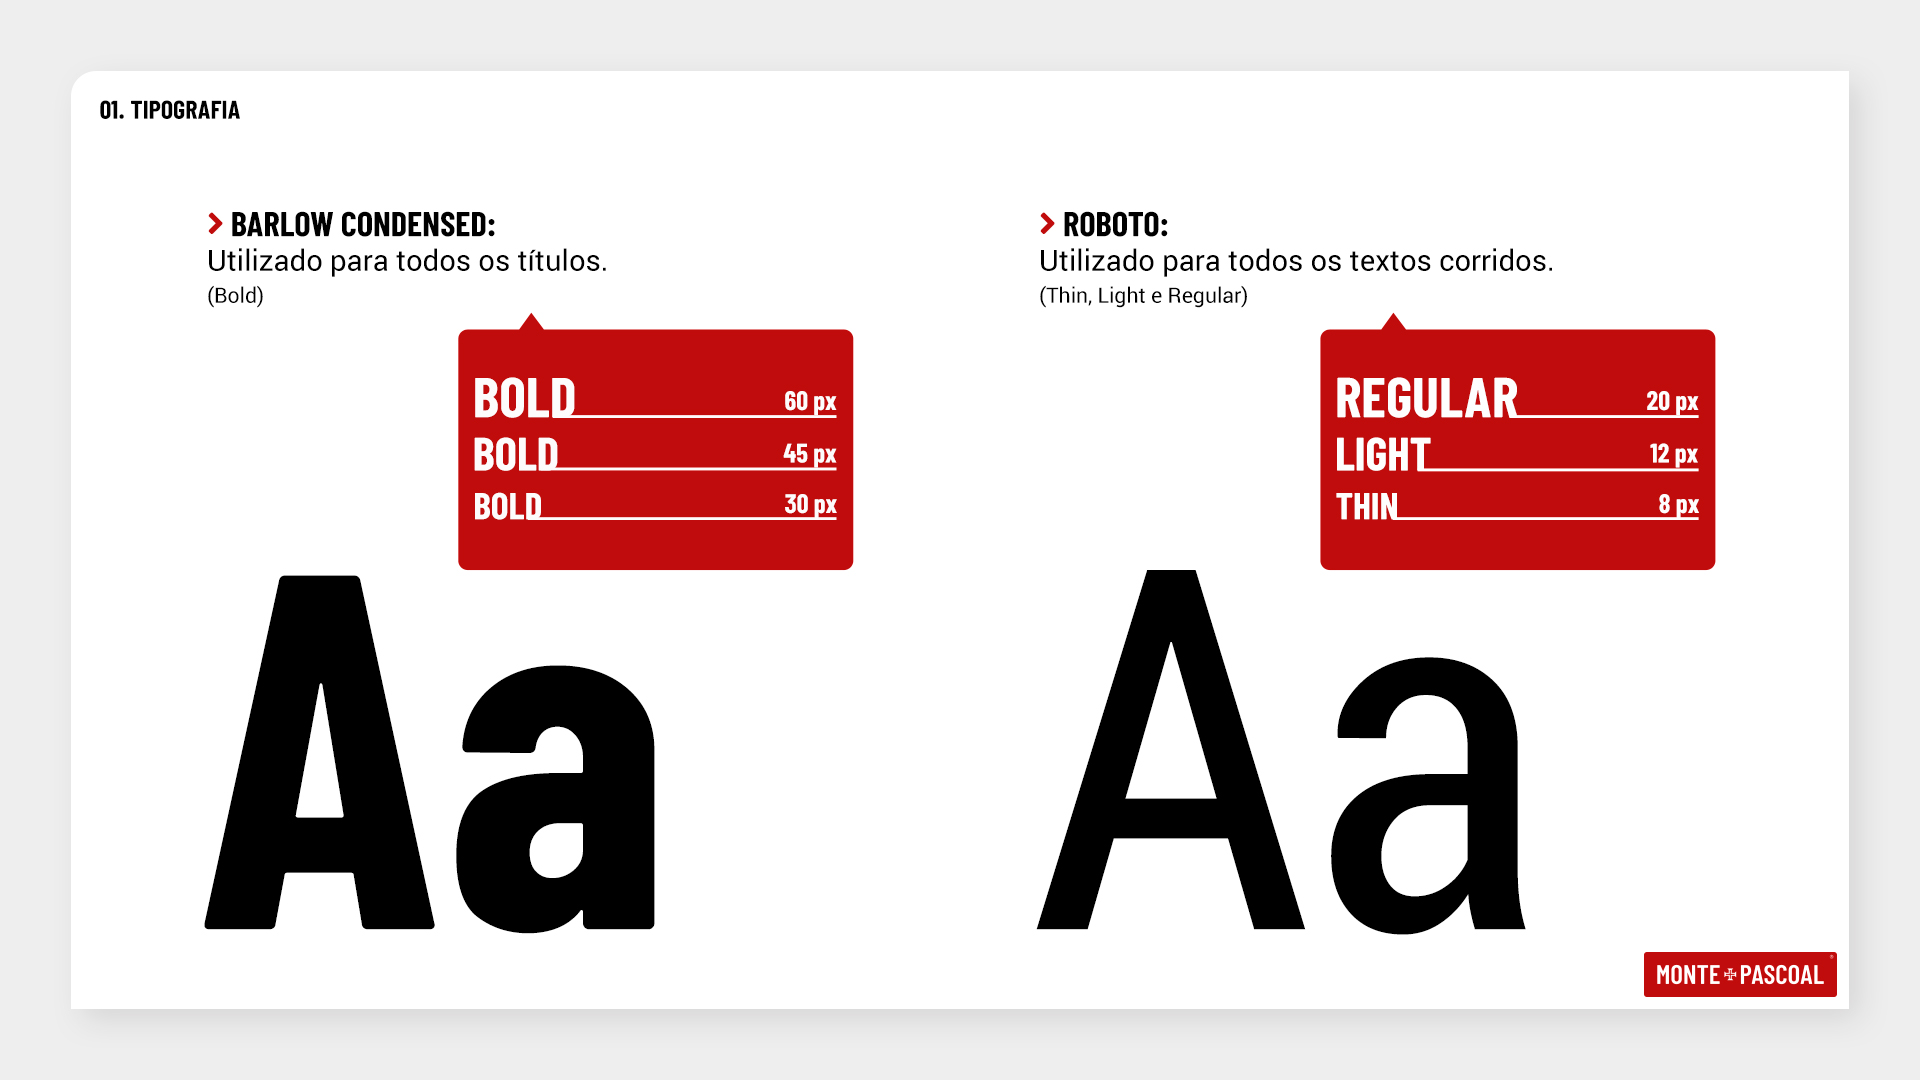 01. TIPOGRAFIA
BARLOW CONDENSED:
Utilizado para todos os títulos.
(Bold)
BOLD 60 px
BOLD 45 px
BOLD 30 px
Aa
ROBOTO:
Utilizado para todos os textos corridos.
(Thin, Light e Regular)
REGULAR 20 px
LIGHT 12 px
THIN 8 px
Aa
MONTE PASCOAL